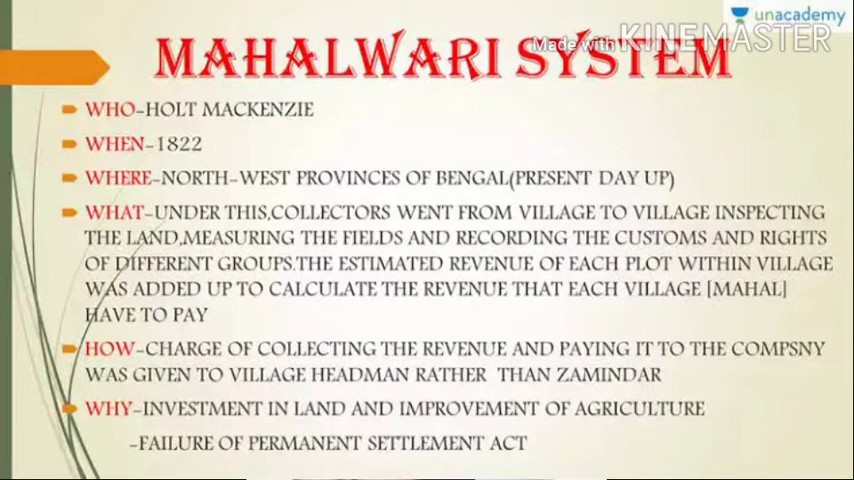 unacademy
Made with KINEMASTER
MAHALWARI SYSTEM
WHO-HOLT MACKENZIE
WHEN-1822
WHERE-NORTH-WEST PROVINCES OF BENGAL(PRESENT DAY UP)
WHAT-UNDER THIS,COLLECTORS WENT FROM VILLAGE TO VILLAGE INSPECTING
THE LAND,MEASURING THE FIELDS AND RECORDING THE CUSTOMS AND RIGHTS
OF DIFFERENT GROUPS.THE ESTIMATED REVENUE OF EACH PLOT WITHIN VILLAGE
WAS ADDED UP TO CALCULATE THE REVENUE THAT EACH VILLAGE [MAHAL]
HAVE TO PAY
HOW-CHARGE OF COLLECTING THE REVENUE AND PAYING IT TO THE COMPSNY
WAS GIVEN TO VILLAGE HEADMAN RATHER THAN ZAMINDAR
WHY-INVESTMENT IN LAND AND IMPROVEMENT OF AGRICULTURE
-FAILURE OF PERMANENT SETTLEMENT ACT